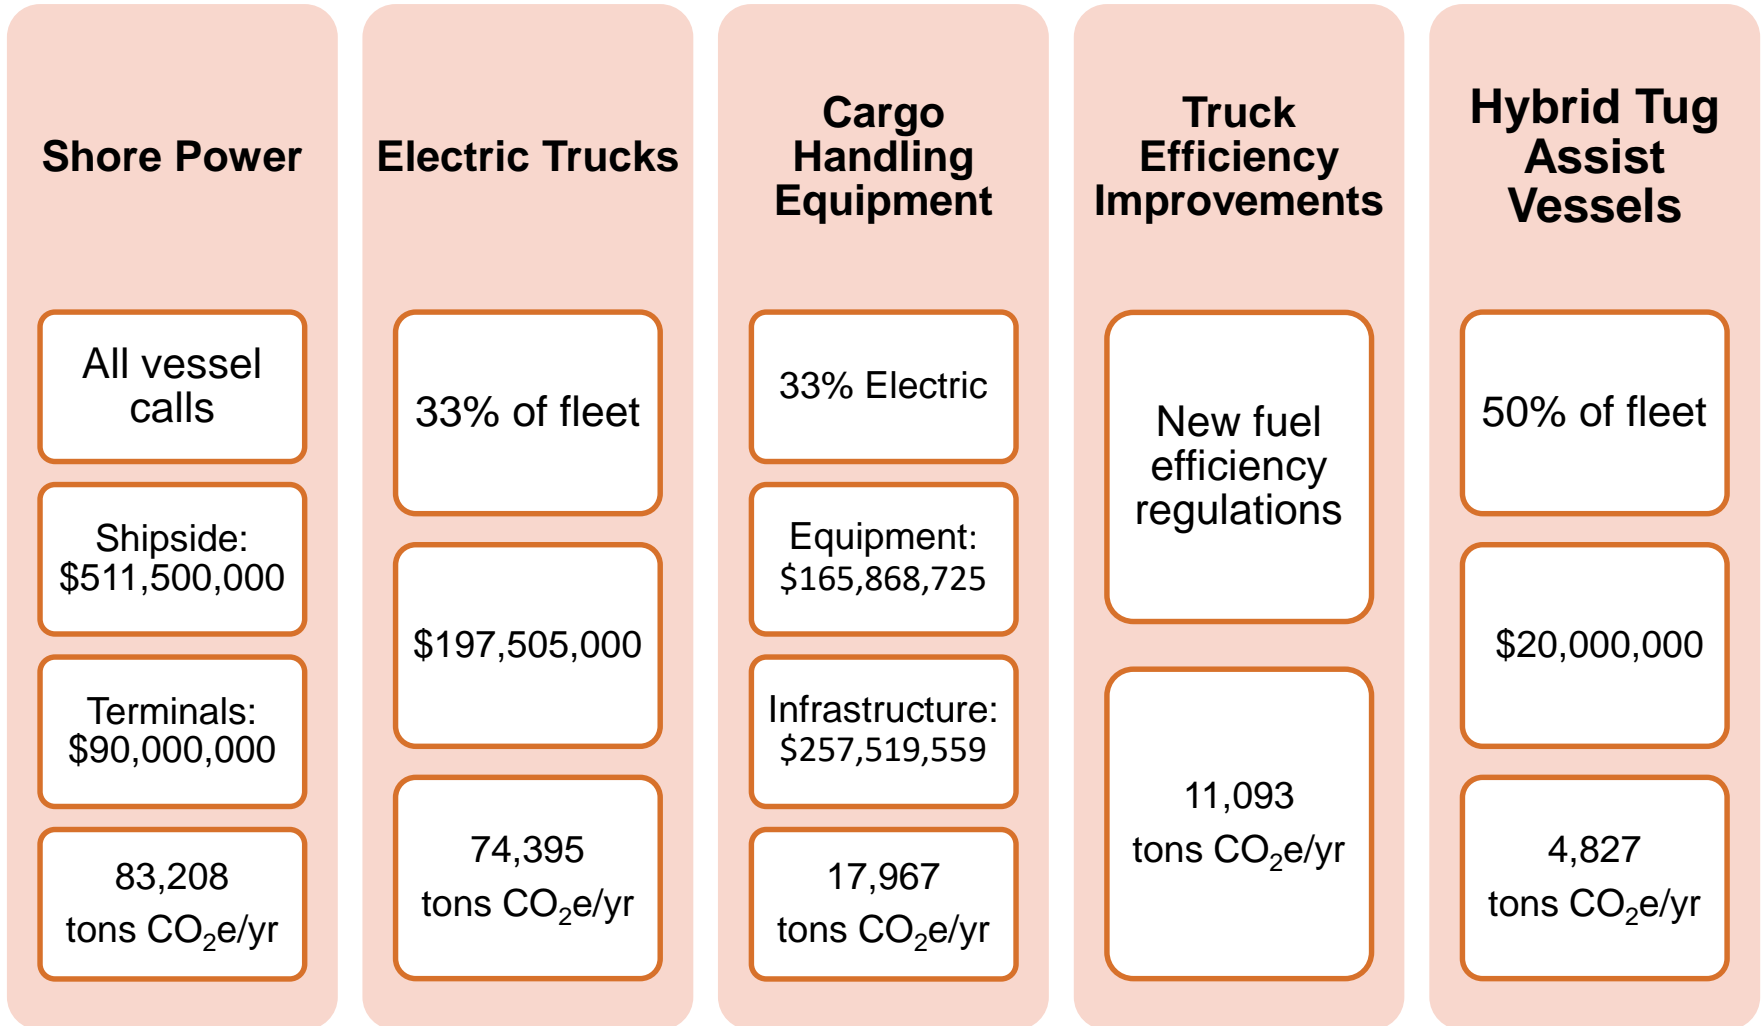 Shore Power
All vessel
calls
Shipside:
$511,500,000
Terminals:
$90,000,000
83,208
tons CO₂e/yr
Electric Trucks
33% of fleet
$197,505,000
74,395
tons CO₂e/yr
Cargo
Handling
Equipment
33% Electric
Equipment:
$165,868,725
Infrastructure:
$257,519,559
17,967
tons CO₂e/yr
Truck
Efficiency
Improvements
New fuel
efficiency
regulations
11,093
tons CO₂e/yr
Hybrid Tug
Assist
Vessels
50% of fleet
$20,000,000
4,827
tons CO₂e/yr